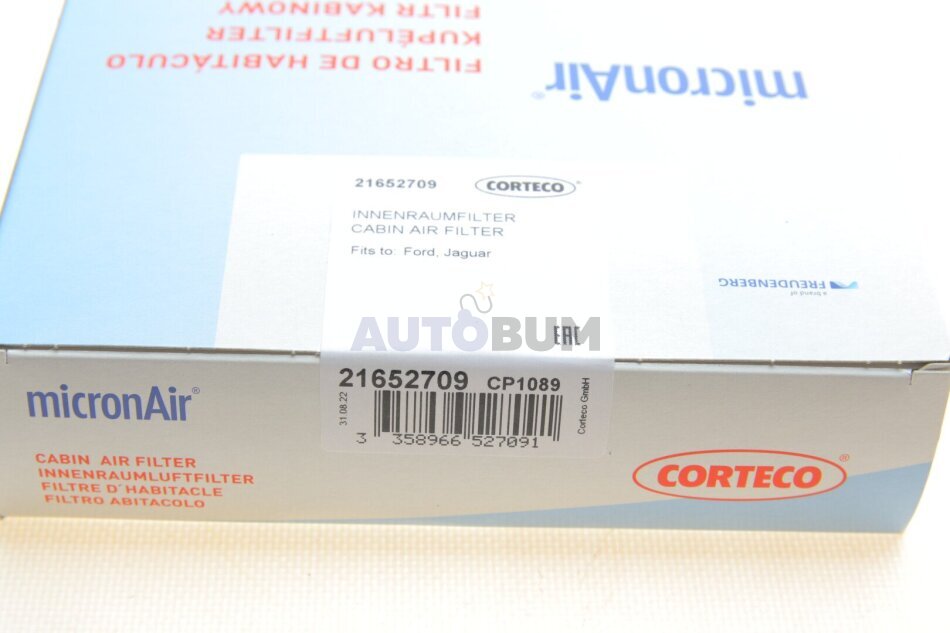 FILTR KABINOWY
KUPÉLUFTFILTER
FILTRO DE HABITÁCULO
micronAir®
21652709 CORTECO®
INNENRAUMFILTER
CABIN AIR FILTER
Fits to: Ford, Jaguar
a brand of
FREUDENBERG
AUTOBUM
EAC
21652709 CP1089
31.08.22
Corteco GmbH
3 358966 527091
micronAir®
CABIN AIR FILTER
INNENRAUMLUFTFILTER
FILTRE D'HABITACLE
FILTRO ABITACOLO
CORTECO®